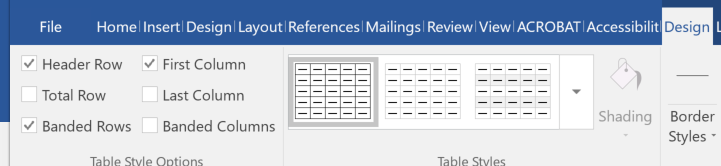 File Home Insert Design Layout References Mailings Review View ACROBAT Accessibilit Design L
Header Row First Column
Total Row Last Column
Shading
Border
Banded Rows Banded Columns
Styles
Table Style Options Table Styles